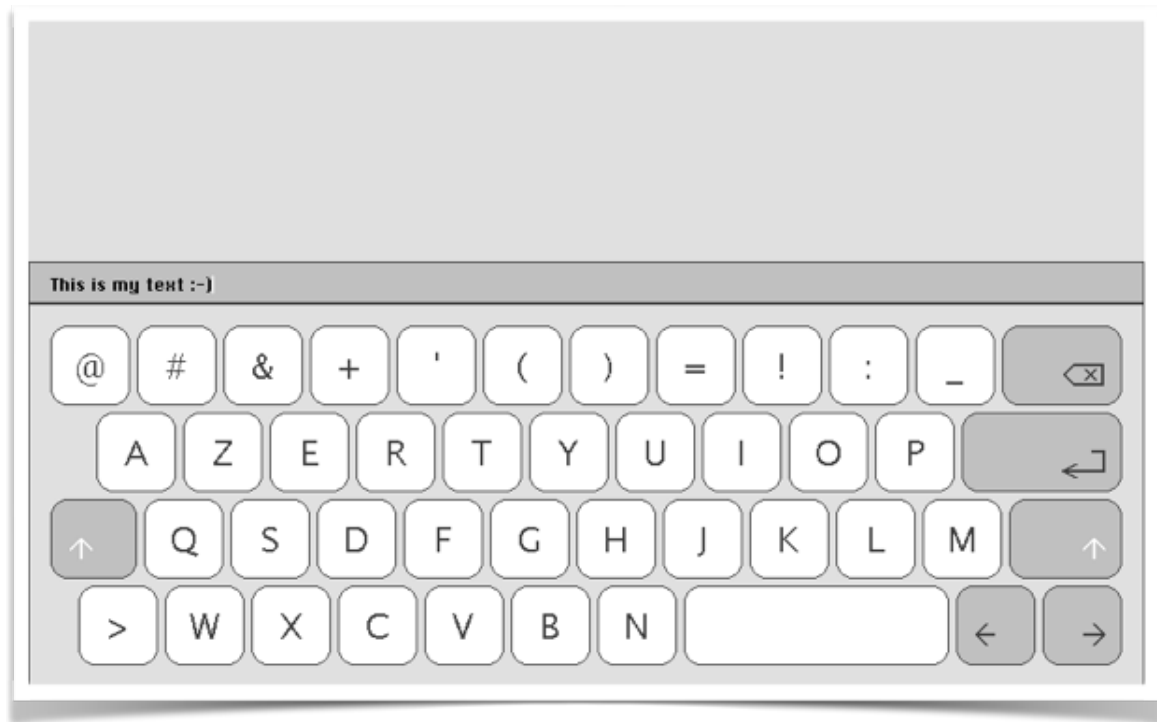 This is my text :-)
@ # & + ' ( ) = ! : _
A Z E R T Y U I O P
↑ Q S D F G H J K L M ↑
> W X C V B N ← →